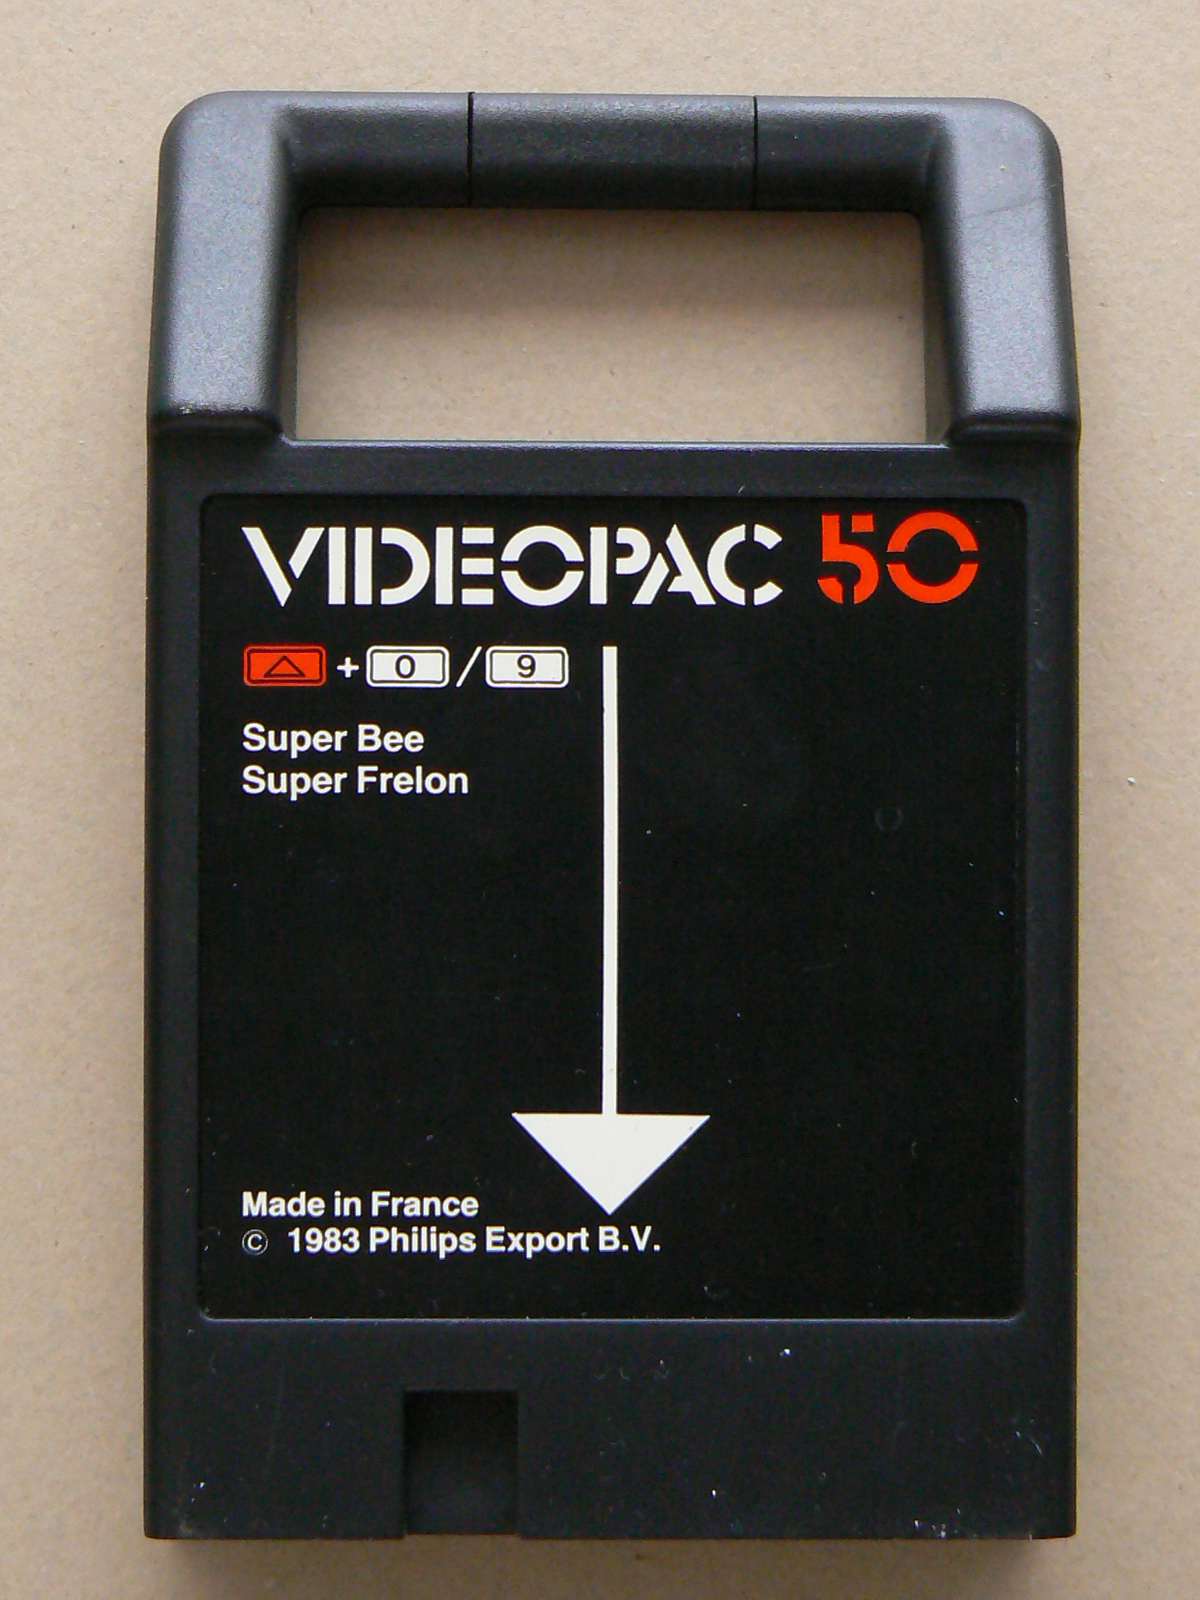 VIDEOPAC 50
△ + 0 / 9
Super Bee
Super Frelon
Made in France
© 1983 Philips Export B.V.